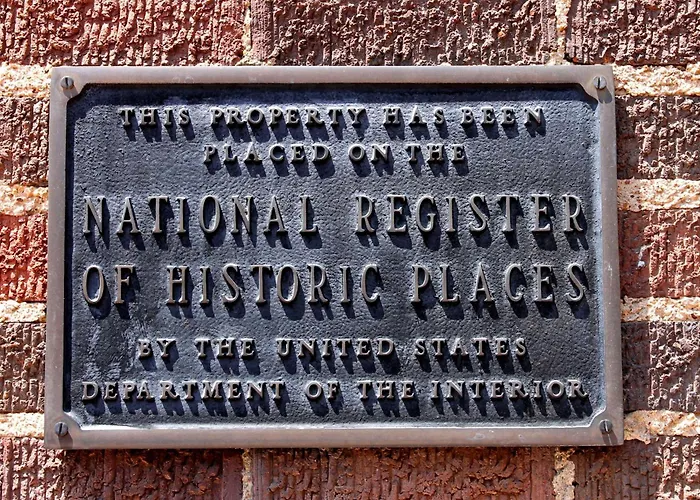 THIS PROPERTY HAS BEEN
PLACED ON THE
NATIONAL REGISTER
OF HISTORIC PLACES
BY THE UNITED STATES
DEPARTMENT OF THE INTERIOR